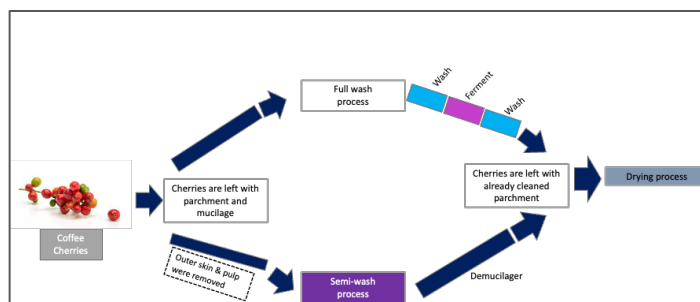 Full wash
process
Wash
Ferment
Wash
Coffee
Cherries
Cherries are left with
parchment and
mucilage
Outer skin & pulp
were removed
Semi-wash
process
Demucilager
Cherries are left with
already cleaned
parchment
Drying process